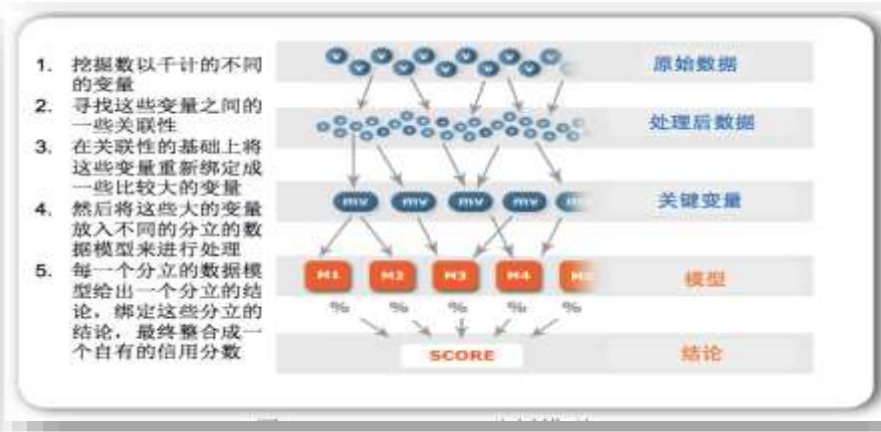 1. 挖掘数以千计的不同
的变量
2. 寻找这些变量之间的
一些关联性
3. 在关联性的基础上将
这些变量重新绑定成
一些比较大的变量
4. 然后将这些大的变量
放入不同的分立的数
据模型来进行处理
5. 每一个分立的数据模
型给出一个分立的结
论，绑定这些分立的
结论，最终整合成一
个自有的信用分数
原始数据
处理后数据
mv mv mv mv
关键变量
M1 M2 M3 M4
模型
% % % % %
SCORE
结论